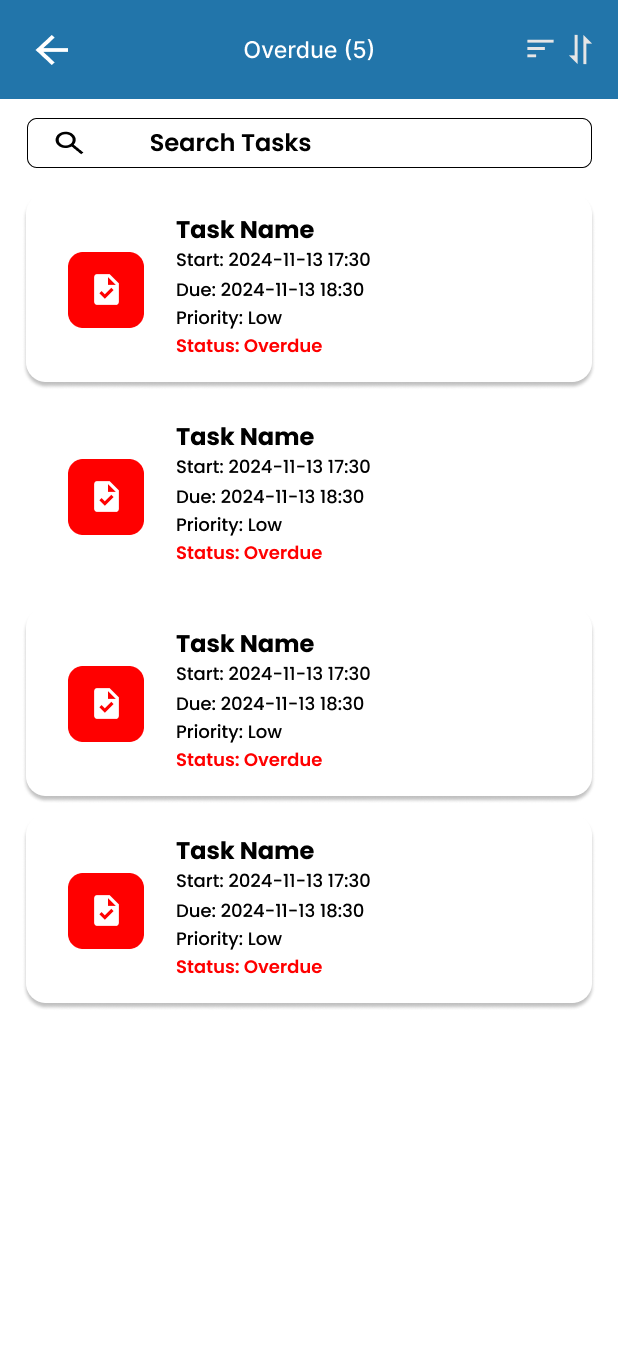 Overdue (5)
Search Tasks
Task Name
Start: 2024-11-13 17:30
Due: 2024-11-13 18:30
Priority: Low
Status: Overdue
Task Name
Start: 2024-11-13 17:30
Due: 2024-11-13 18:30
Priority: Low
Status: Overdue
Task Name
Start: 2024-11-13 17:30
Due: 2024-11-13 18:30
Priority: Low
Status: Overdue
Task Name
Start: 2024-11-13 17:30
Due: 2024-11-13 18:30
Priority: Low
Status: Overdue